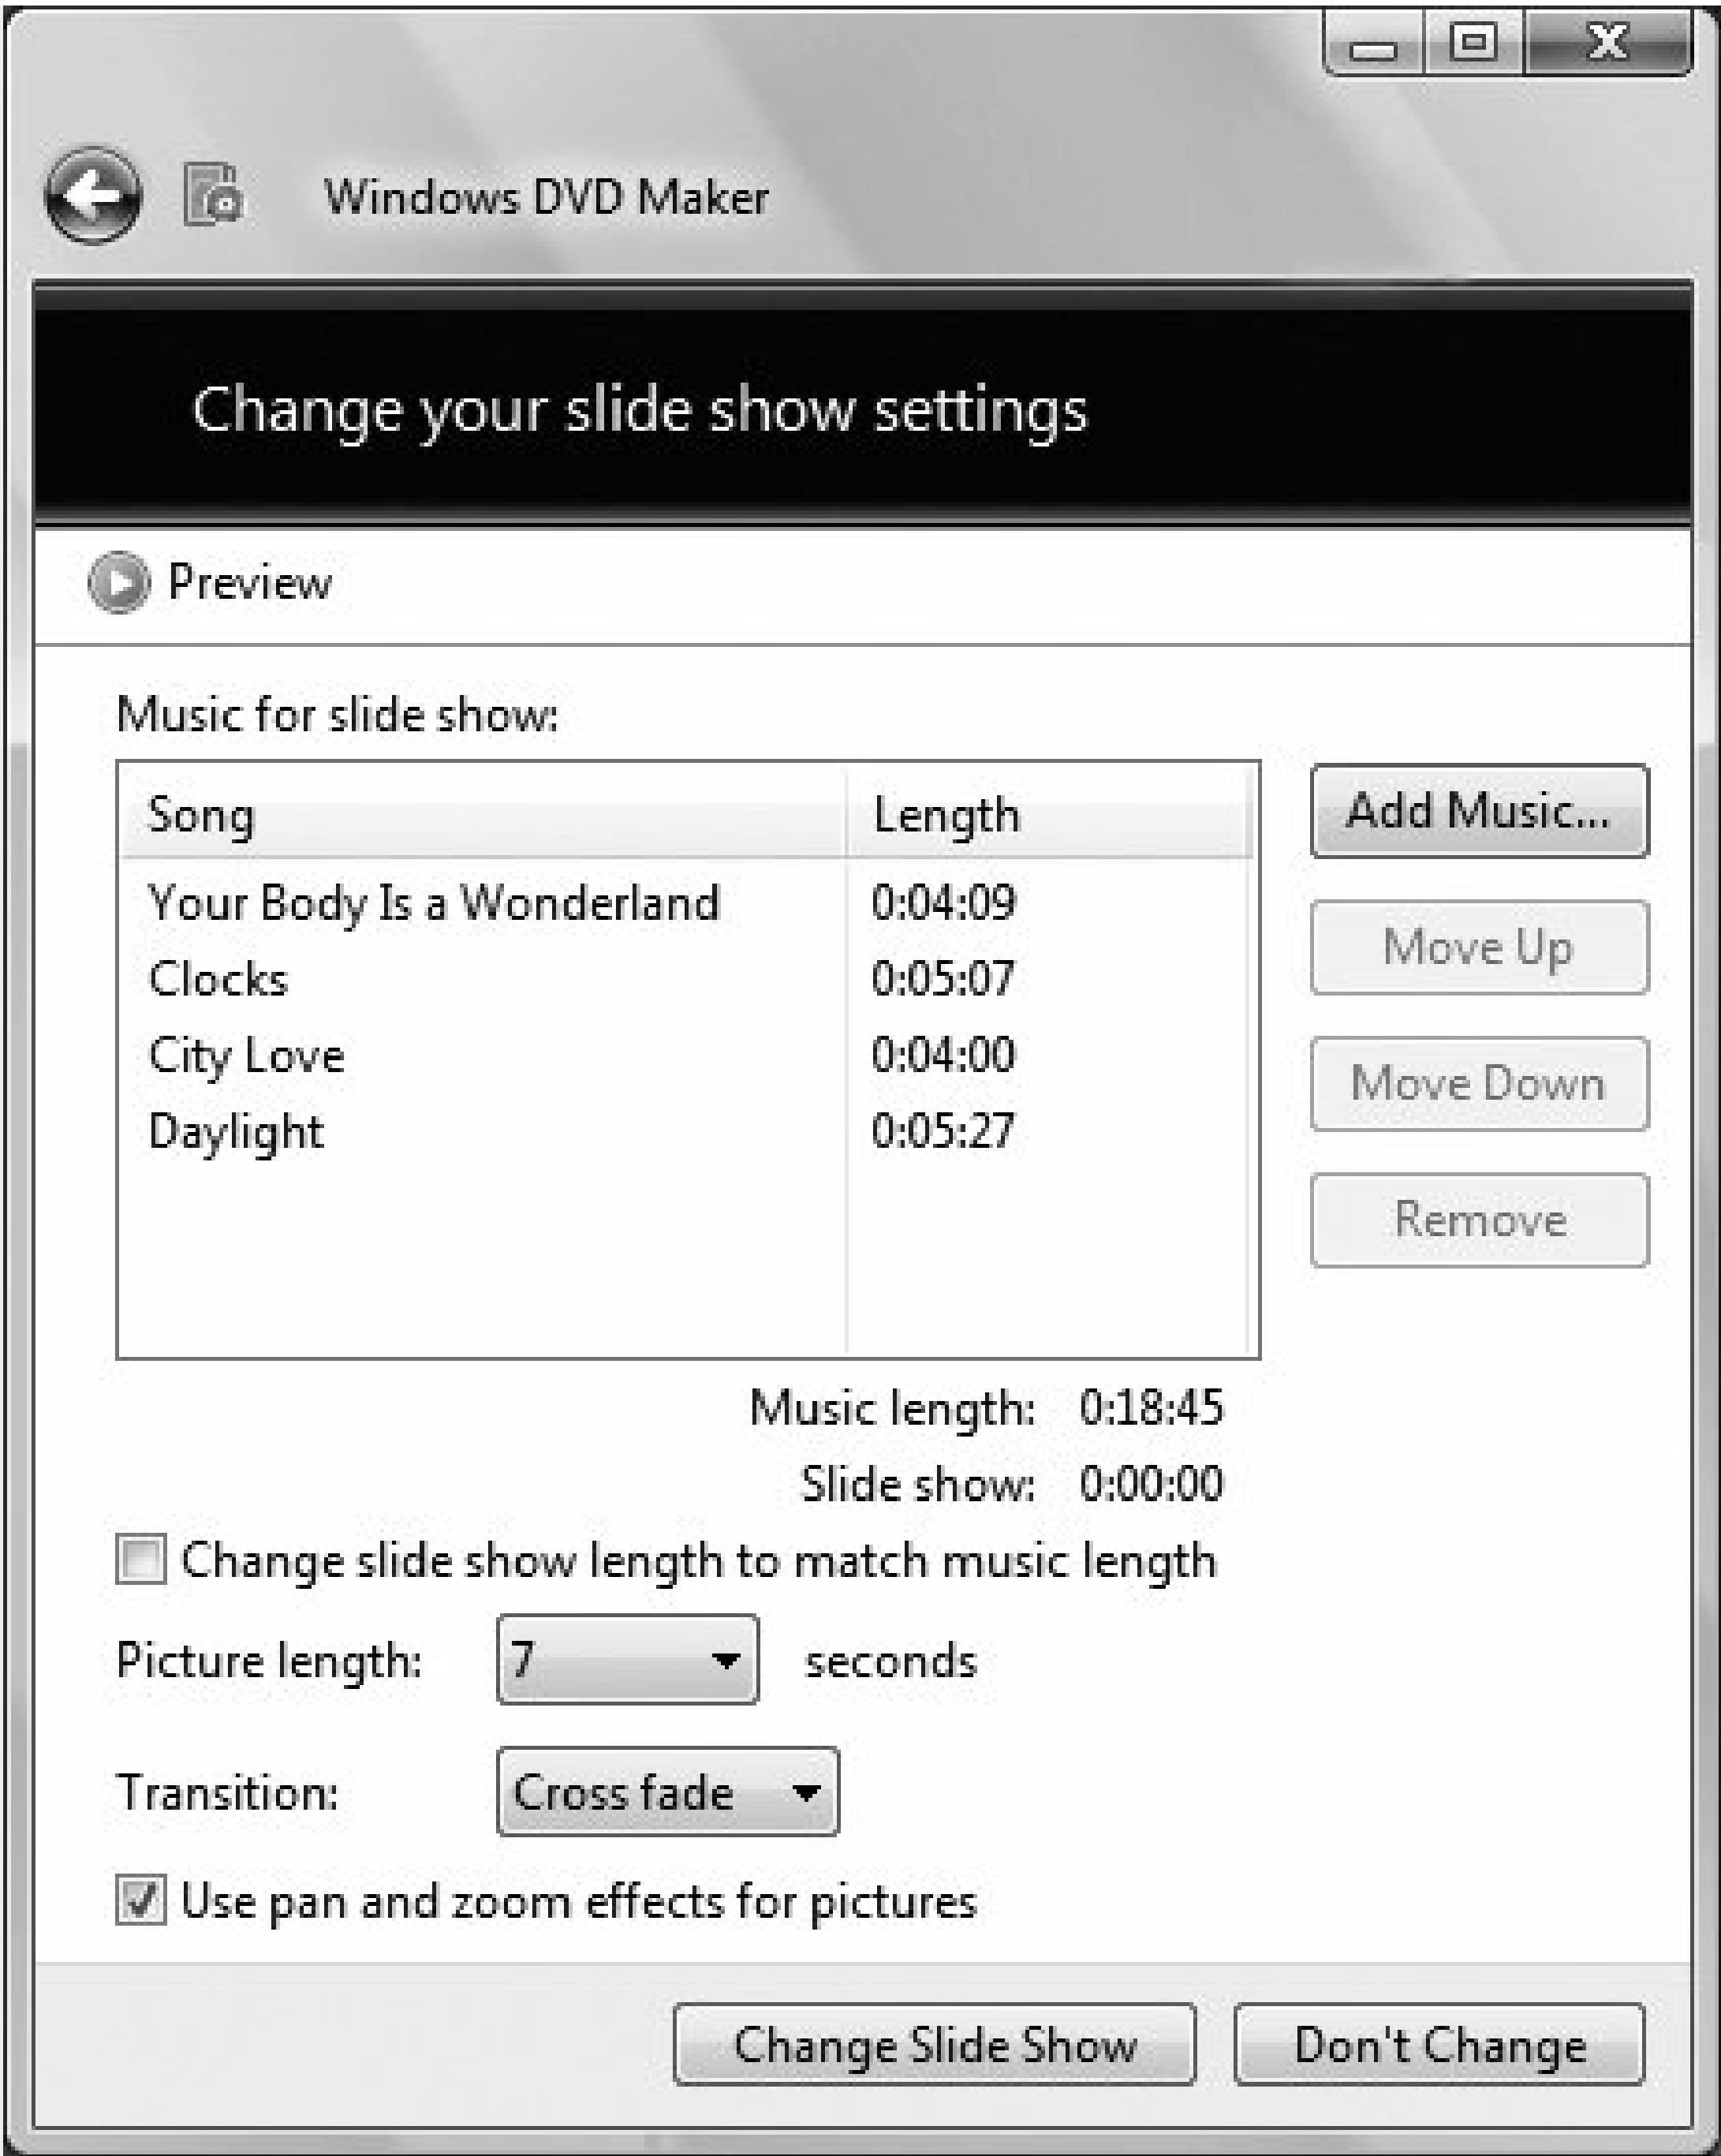 Windows DVD Maker
Change your slide show settings
Preview
Music for slide show:
Song Length
Your Body Is a Wonderland 0:04:09
Clocks 0:05:07
City Love 0:04:00
Daylight 0:05:27
Add Music...
Move Up
Move Down
Remove
Music length: 0:18:45
Slide show: 0:00:00
Change slide show length to match music length
Picture length: 7 seconds
Transition: Cross fade
Use pan and zoom effects for pictures
Change Slide Show Don't Change